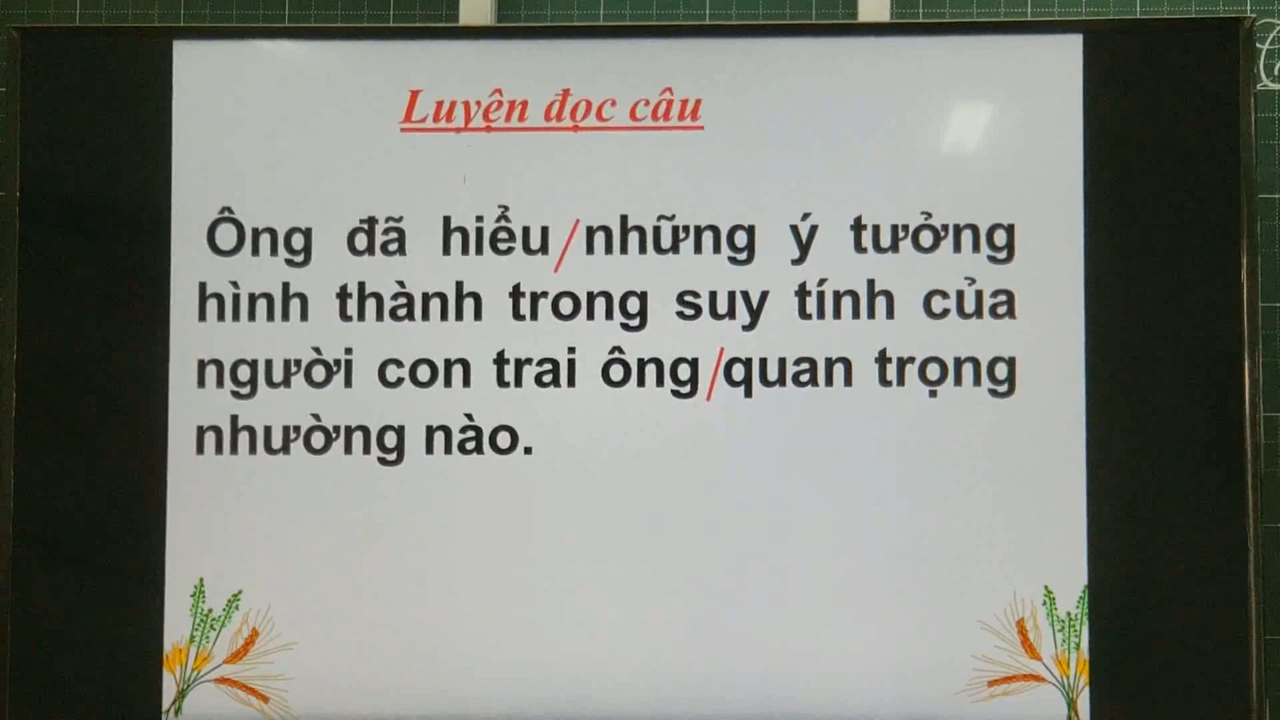 Luyện đọc câu
Ông đã hiểu/những ý tưởng
hình thành trong suy tính của
người con trai ông/quan trọng
nhường nào.